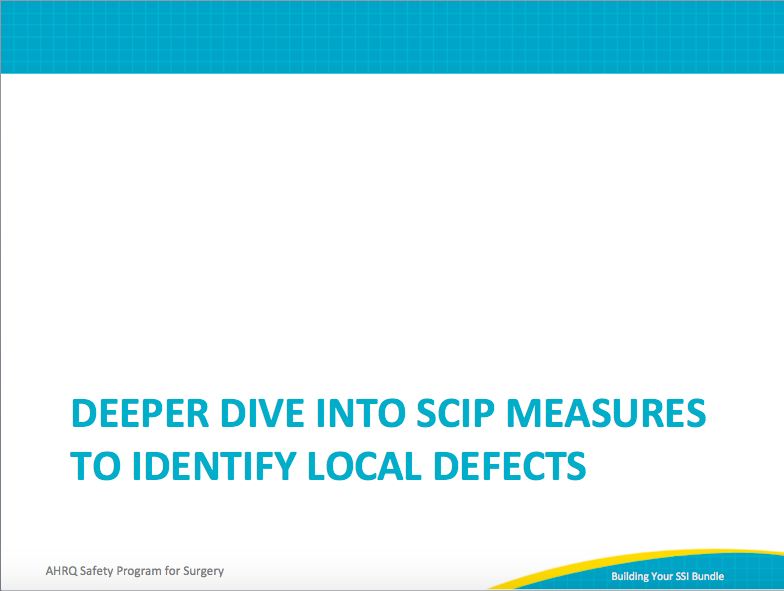 DEEPER DIVE INTO SCIP MEASURES
TO IDENTIFY LOCAL DEFECTS
AHRQ Safety Program for Surgery
Building Your SSI Bundle